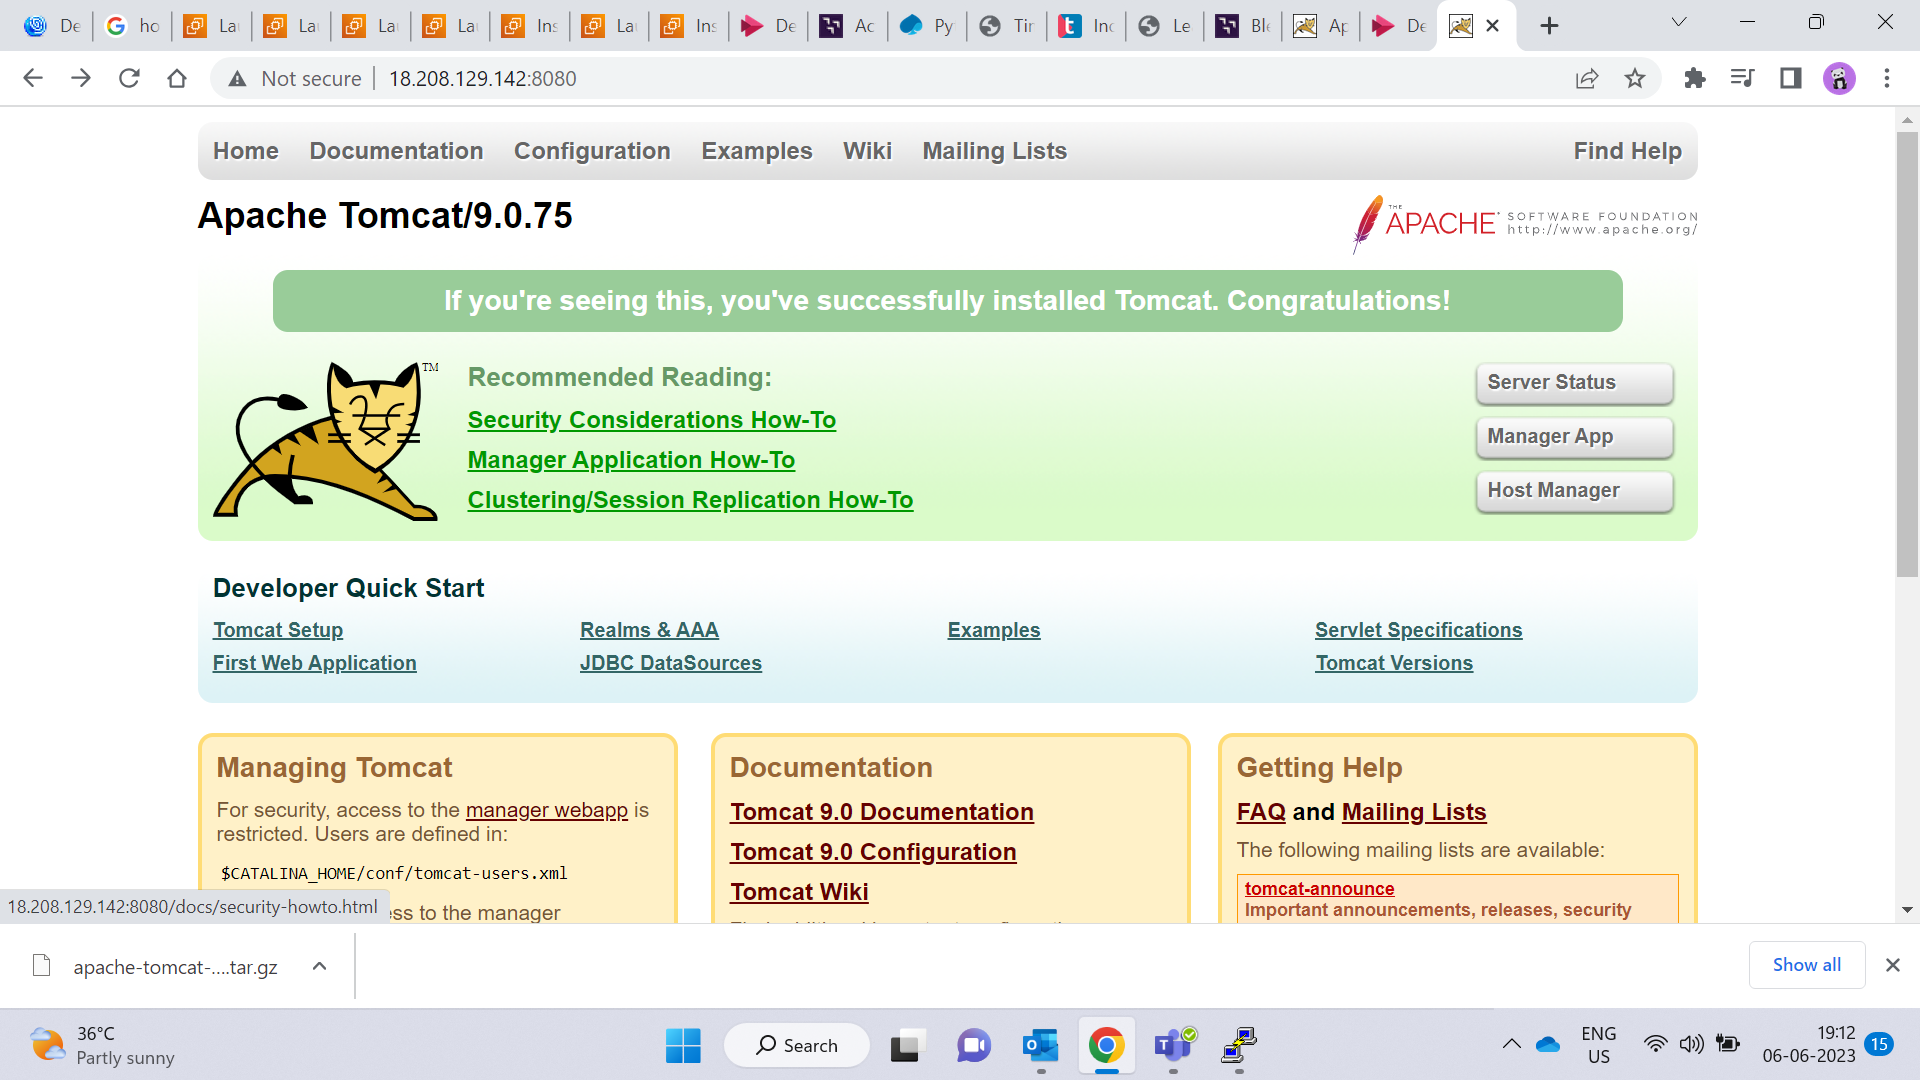 De
ho
La
La
La
La
Ins
La
Ins
De
Ac
Py
Tir
Inc
Le
Ble
Ap
De
Not secure
18.208.129.142:8080
Home Documentation Configuration Examples Wiki Mailing Lists Find Help
Apache Tomcat/9.0.75
THE
APACHE SOFTWARE FOUNDATION
http://www.apache.org/
If you're seeing this, you've successfully installed Tomcat. Congratulations!
TM
Recommended Reading:
Security Considerations How-To
Manager Application How-To
Clustering/Session Replication How-To
Server Status
Manager App
Host Manager
Developer Quick Start
Tomcat Setup
Realms & AAA
Examples
Servlet Specifications
First Web Application
JDBC DataSources
Tomcat Versions
Managing Tomcat
For security, access to the manager webapp is
restricted. Users are defined in:
$CATALINA_HOME/conf/tomcat-users.xml
ess to the manager
18.208.129.142:8080/docs/security-howto.html
Documentation
Tomcat 9.0 Documentation
Tomcat 9.0 Configuration
Tomcat Wiki
Getting Help
FAQ and Mailing Lists
The following mailing lists are available:
tomcat-announce
Important announcements, releases, security
apache-tomcat-....tar.gz
Show all
36°C
Partly sunny
Search
ENG
US
19:12
06-06-2023
15